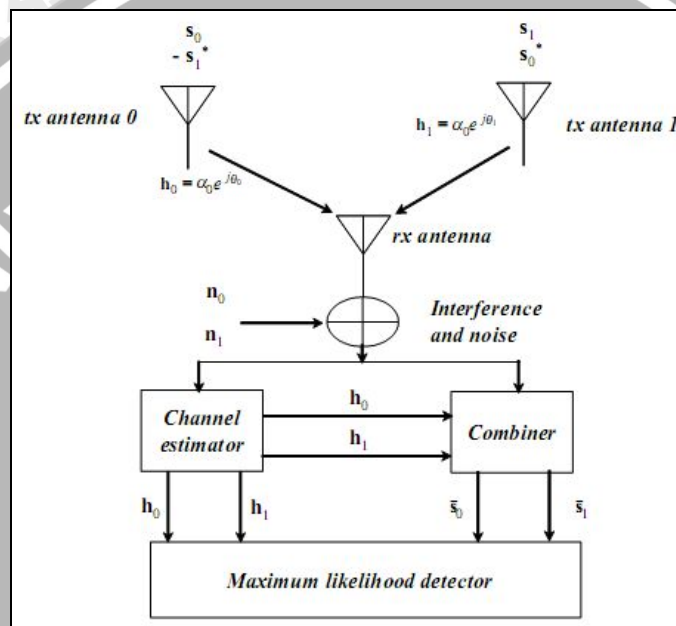 s₀
- s₁*
s₁
s₀*
tx antenna 0
tx antenna 1
h₀ = α₀e^{jθ₀}
h₁ = α₀e^{jθ₁}
rx antenna
n₀
n₁
Interference
and noise
Channel
estimator
h₀
h₁
Combiner
h₀
h₁
s̄₀
s̄₁
Maximum likelihood detector